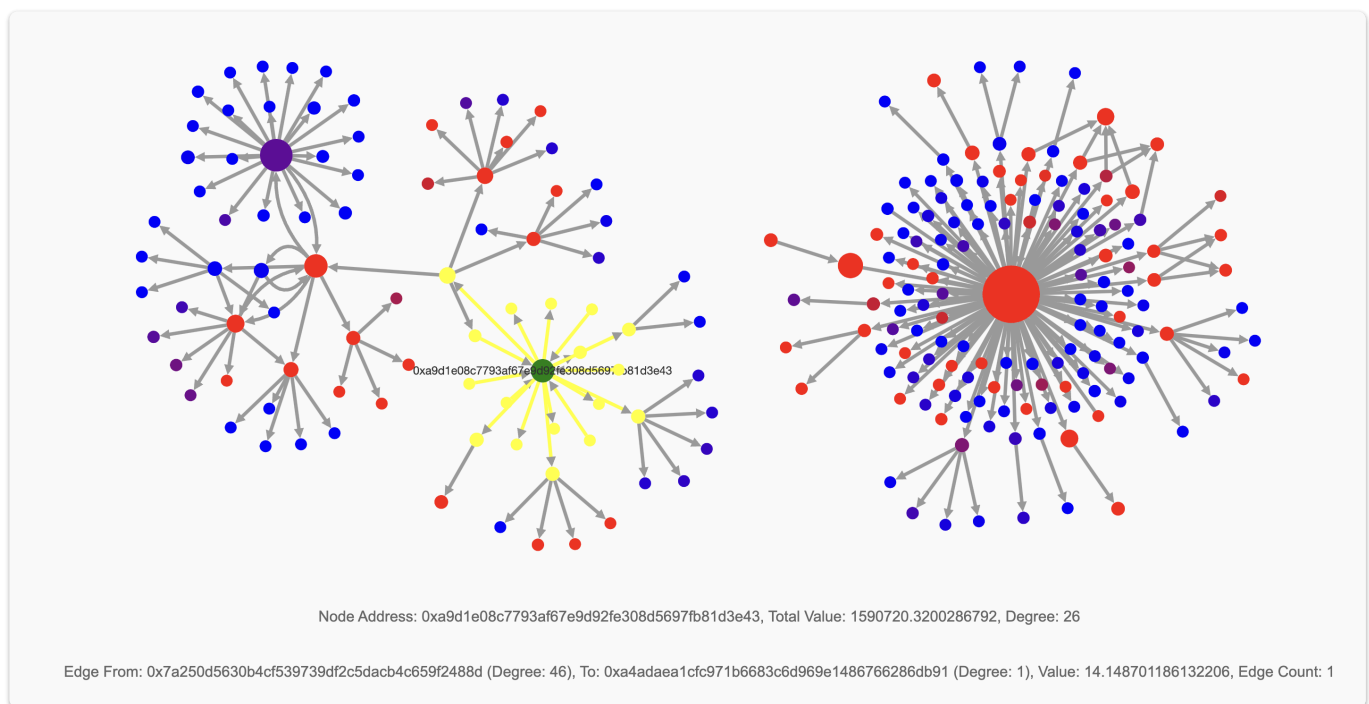 0xa9d1e08c7793af67e9d92fe308d5697fb81d3e43
Node Address: 0xa9d1e08c7793af67e9d92fe308d5697fb81d3e43, Total Value: 1590720.3200286792, Degree: 26
Edge From: 0x7a250d5630b4cf539739df2c5dacb4c659f2488d (Degree: 46), To: 0xa4adaea1cfc971b6683c6d969e1486766286db91 (Degree: 1), Value: 14.148701186132206, Edge Count: 1